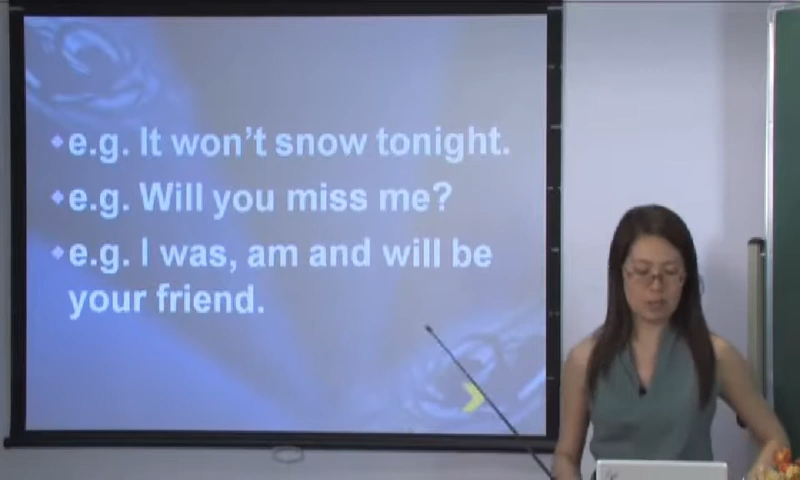 e.g. It won't snow tonight.
e.g. Will you miss me?
e.g. I was, am and will be
your friend.